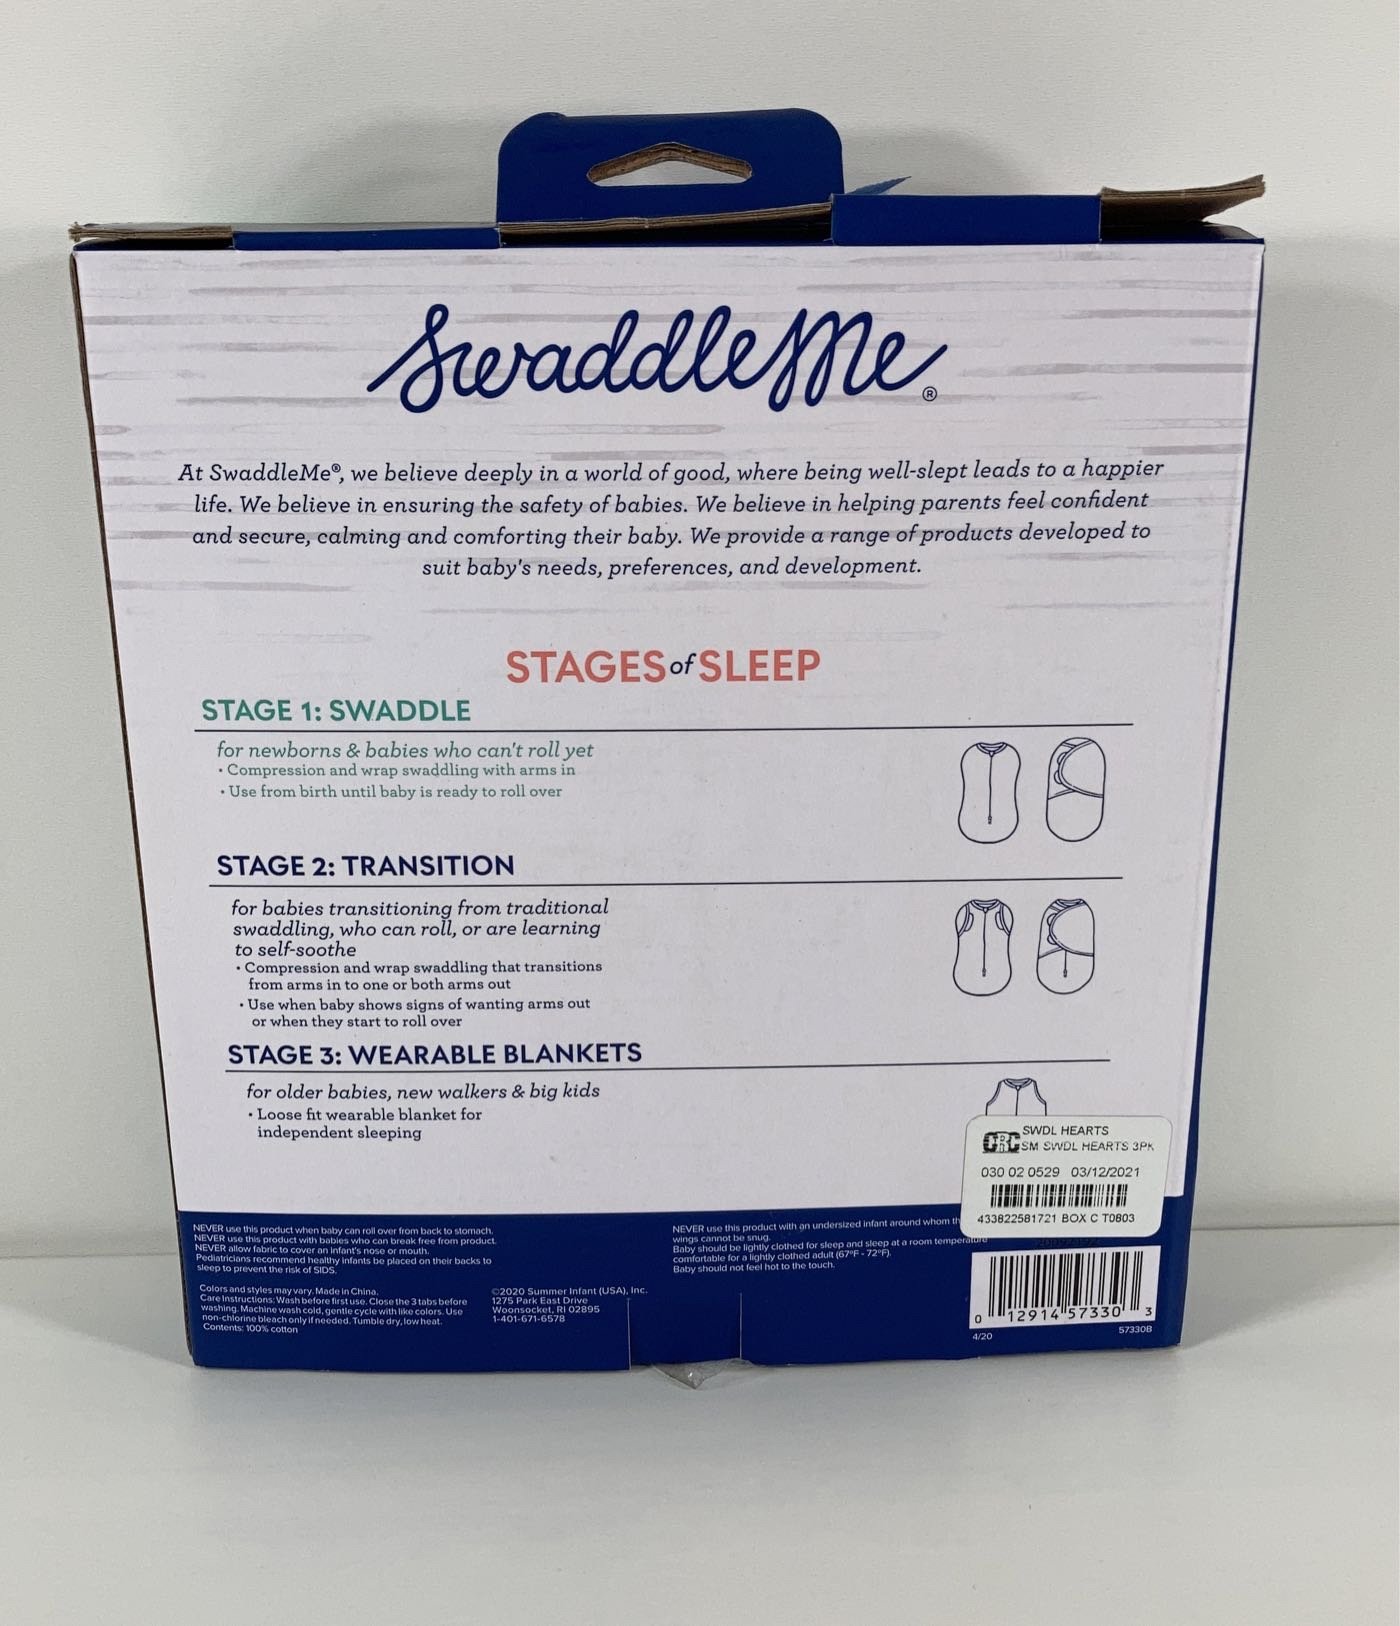 SwaddleMe®
At SwaddleMe®, we believe deeply in a world of good, where being well-slept leads to a happier
life. We believe in ensuring the safety of babies. We believe in helping parents feel confident
and secure, calming and comforting their baby. We provide a range of products developed to
suit baby's needs, preferences, and development.
STAGES of SLEEP
STAGE 1: SWADDLE
for newborns & babies who can't roll yet
• Compression and wrap swaddling with arms in
• Use from birth until baby is ready to roll over
STAGE 2: TRANSITION
for babies transitioning from traditional
swaddling, who can roll, or are learning
to self-soothe
• Compression and wrap swaddling that transitions
from arms in to one or both arms out
• Use when baby shows signs of wanting arms out
or when they start to roll over
STAGE 3: WEARABLE BLANKETS
for older babies, new walkers & big kids
• Loose fit wearable blanket for
independent sleeping
SWDL HEARTS
CRC SM SWDL HEARTS 3PK
030 02 0529 03/12/2021
433822581721 BOX C T0803
NEVER use this product when baby can roll over from back to stomach.
NEVER use this product with babies who can break free from product.
NEVER allow fabric to cover an infant's nose or mouth.
Pediatricians recommend healthy infants be placed on their backs to
sleep to prevent the risk of SIDS.
Colors and styles may vary. Made in China.
Care Instructions: Wash before first use. Close the 3 tabs before
washing. Machine wash cold, gentle cycle with like colors. Use
non-chlorine bleach only if needed. Tumble dry, low heat.
Contents: 100% cotton
©2020 Summer Infant (USA), Inc.
1275 Park East Drive
Woonsocket, RI 02895
1-401-671-6578
NEVER use this product with an undersized infant around whom th
wings cannot be snug.
Baby should be lightly clothed for sleep and sleep at a room temperature
comfortable for a lightly clothed adult (67°F - 72°F).
Baby should not feel hot to the touch.
0 12914 57330 3
4/20 57330B